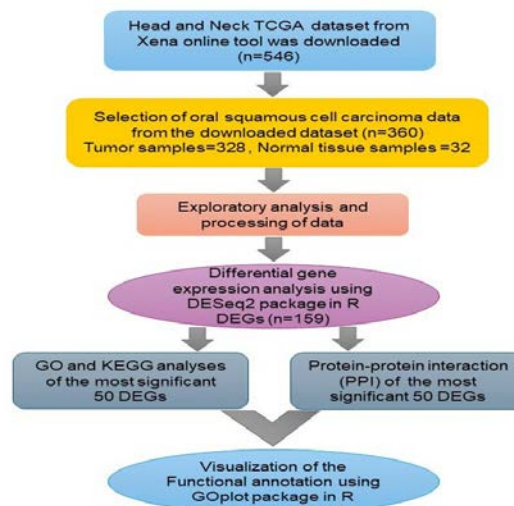 Head and Neck TCGA dataset from
Xena online tool was downloaded
(n=546)
Selection of oral squamous cell carcinoma data
from the downloaded dataset (n=360)
Tumor samples=328, Normal tissue samples =32
Exploratory analysis and
processing of data
Differential gene
expression analysis using
DESeq2 package in R
DEGs (n=159)
GO and KEGG analyses
of the most significant
50 DEGs
Protein-protein interaction
(PPI) of the most
significant 50 DEGs
Visualization of the
Functional annotation using
GOplot package in R